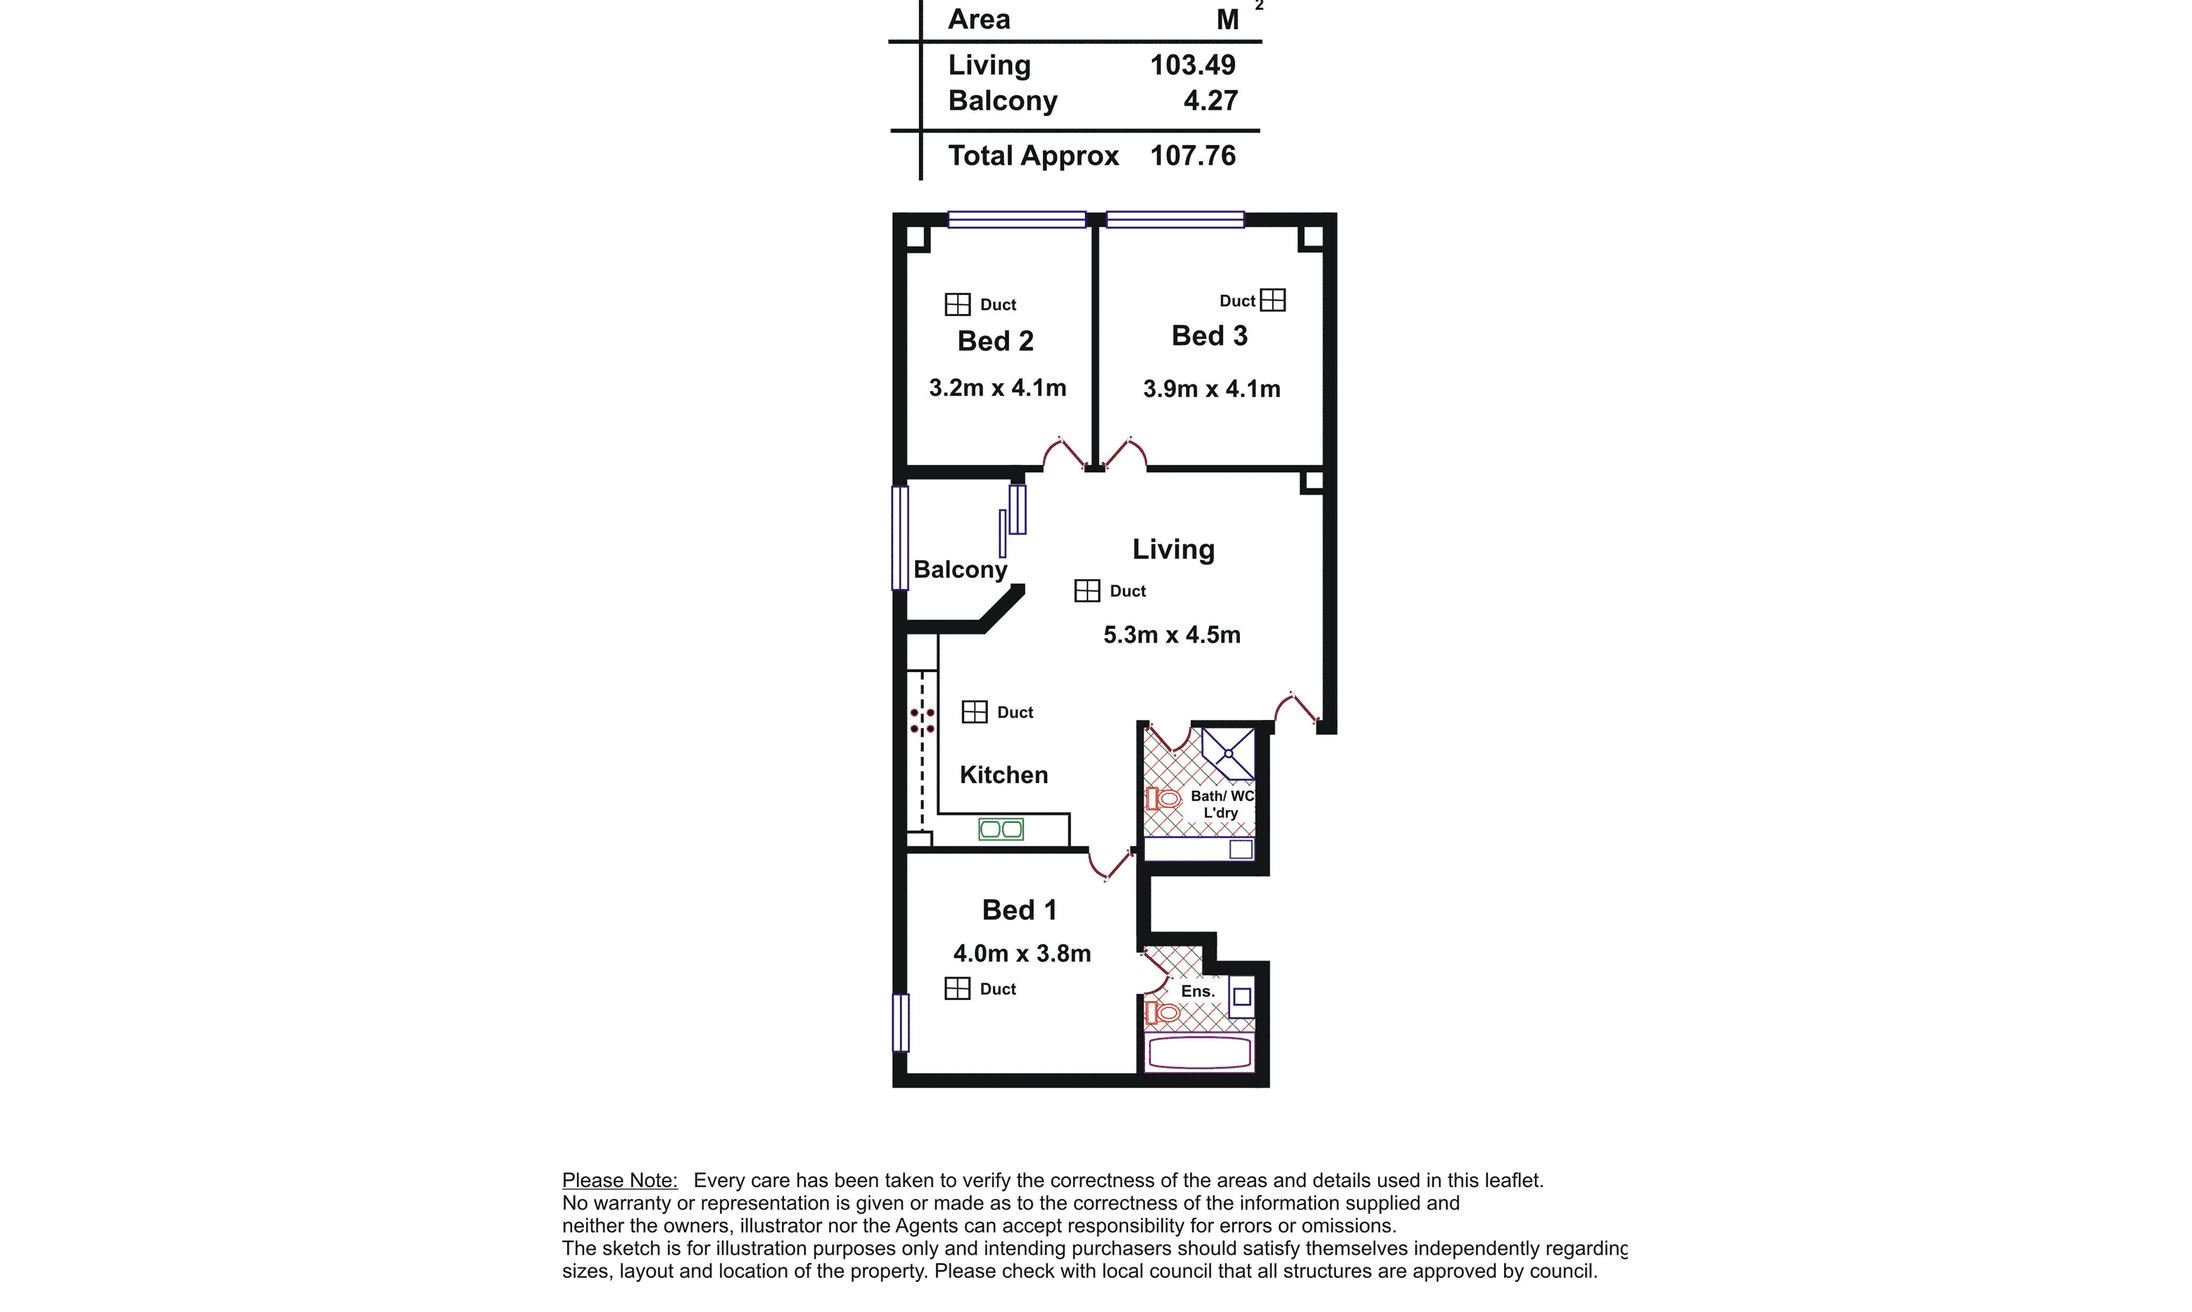 Area M 2
Living 103.49
Balcony 4.27
Total Approx 107.76
Duct
Bed 2
3.2m x 4.1m
Duct
Bed 3
3.9m x 4.1m
Balcony
Living
Duct
5.3m x 4.5m
Duct
Kitchen
Bath/ WC
L'dry
Bed 1
4.0m x 3.8m
Duct
Ens.
Please Note: Every care has been taken to verify the correctness of the areas and details used in this leaflet.
No warranty or representation is given or made as to the correctness of the information supplied and
neither the owners, illustrator nor the Agents can accept responsibility for errors or omissions.
The sketch is for illustration purposes only and intending purchasers should satisfy themselves independently regarding
sizes, layout and location of the property. Please check with local council that all structures are approved by council.